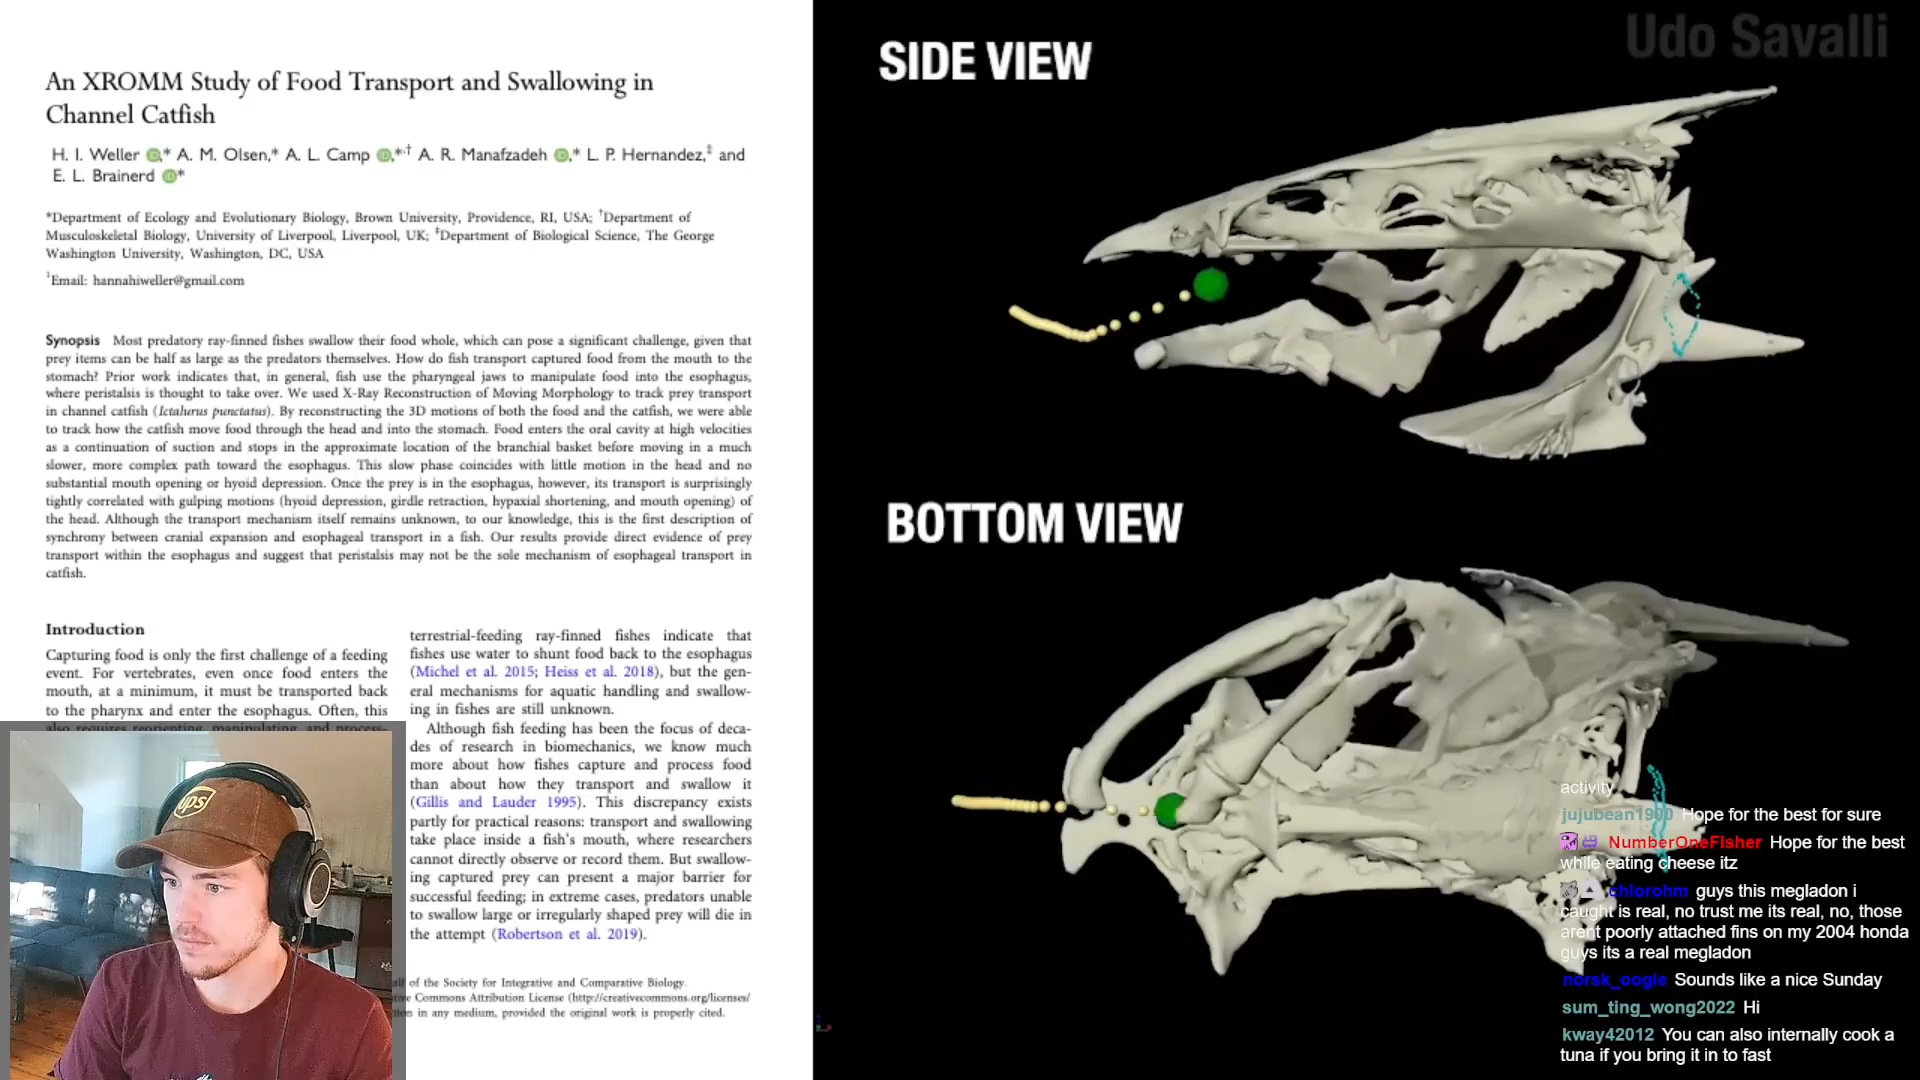 An XROMM Study of Food Transport and Swallowing in
Channel Catfish
H. I. Weller iD,* A. M. Olsen,* A. L. Camp iD,*,† A. R. Manafzadeh iD,* L. P. Hernandez,‡ and
E. L. Brainerd iD*
*Department of Ecology and Evolutionary Biology, Brown University, Providence, RI, USA; †Department of
Musculoskeletal Biology, University of Liverpool, Liverpool, UK; ‡Department of Biological Science, The George
Washington University, Washington, DC, USA
1Email: hannahiweller@gmail.com
Synopsis Most predatory ray-finned fishes swallow their food whole, which can pose a significant challenge, given that
prey items can be half as large as the predators themselves. How do fish transport captured food from the mouth to the
stomach? Prior work indicates that, in general, fish use the pharyngeal jaws to manipulate food into the esophagus,
where peristalsis is thought to take over. We used X-Ray Reconstruction of Moving Morphology to track prey transport
in channel catfish (Ictalurus punctatus). By reconstructing the 3D motions of both the food and the catfish, we were able
to track how the catfish move food through the head and into the stomach. Food enters the oral cavity at high velocities
as a continuation of suction and stops in the approximate location of the branchial basket before moving in a much
slower, more complex path toward the esophagus. This slow phase coincides with little motion in the head and no
substantial mouth opening or hyoid depression. Once the prey is in the esophagus, however, its transport is surprisingly
tightly correlated with gulping motions (hyoid depression, girdle retraction, hypaxial shortening, and mouth opening) of
the head. Although the transport mechanism itself remains unknown, to our knowledge, this is the first description of
synchrony between cranial expansion and esophageal transport in a fish. Our results provide direct evidence of prey
transport within the esophagus and suggest that peristalsis may not be the sole mechanism of esophageal transport in
catfish.
Introduction
Capturing food is only the first challenge of a feeding
event. For vertebrates, even once food enters the
mouth, at a minimum, it must be transported back
to the pharynx and enter the esophagus. Often, this
also requires reorienting, manipulating, and process-
terrestrial-feeding ray-finned fishes indicate that
fishes use water to shunt food back to the esophagus
(Michel et al. 2015; Heiss et al. 2018), but the gen-
eral mechanisms for aquatic handling and swallow-
ing in fishes are still unknown.
Although fish feeding has been the focus of deca-
des of research in biomechanics, we know much
more about how fishes capture and process food
than about how they transport and swallow it
(Gillis and Lauder 1995). This discrepancy exists
partly for practical reasons: transport and swallowing
take place inside a fish's mouth, where researchers
cannot directly observe or record them. But swallow-
ing captured prey can present a major barrier for
successful feeding; in extreme cases, predators unable
to swallow large or irregularly shaped prey will die in
the attempt (Robertson et al. 2019).
of the Society for Integrative and Comparative Biology.
Commons Attribution License (http://creativecommons.org/licenses/
in any medium, provided the original work is properly cited.
ups
Udo Savalli
SIDE VIEW
BOTTOM VIEW
activity
jujubean1900 Hope for the best for sure
NumberOneFisher Hope for the best
while eating cheese itz
chlorohm guys this megladon i
caught is real, no trust me its real, no, those
arent poorly attached fins on my 2004 honda
guys its a real megladon
norsk_oogle Sounds like a nice Sunday
sum_ting_wong2022 Hi
kway42012 You can also internally cook a
tuna if you bring it in to fast